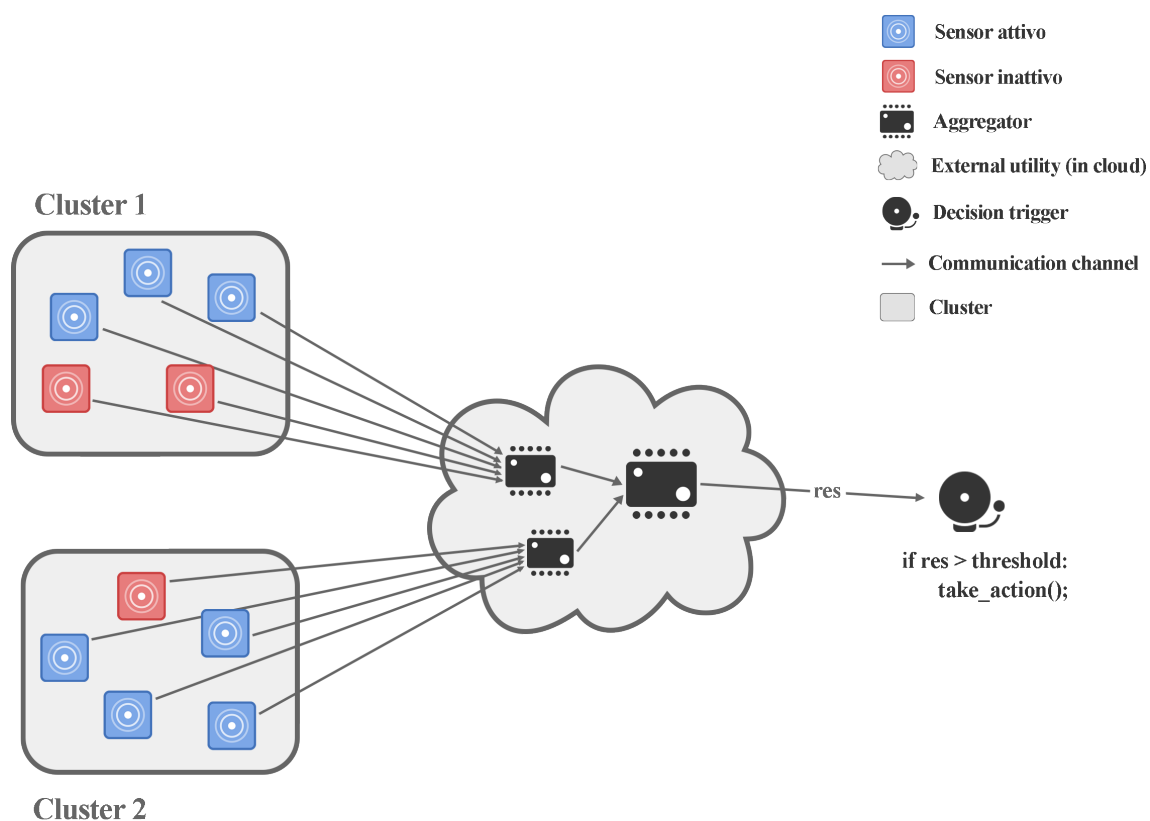 Sensor attivo
Sensor inattivo
Aggregator
External utility (in cloud)
Decision trigger
Communication channel
Cluster
Cluster 1
res
if res > threshold:
take_action();
Cluster 2